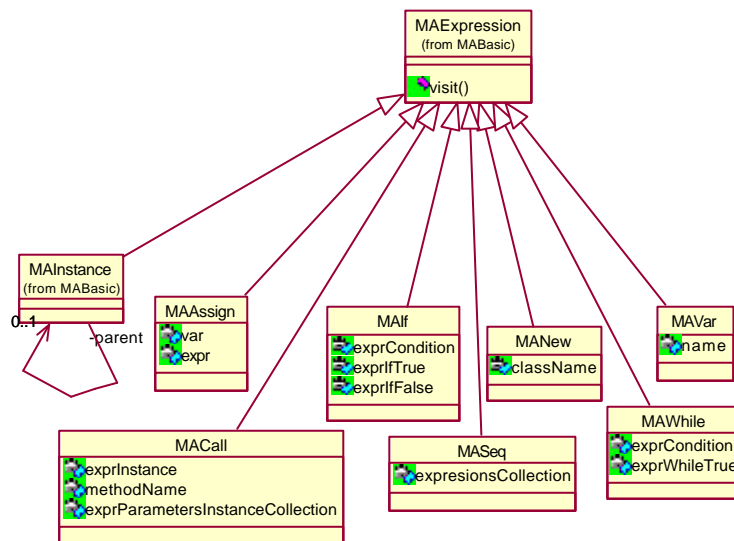 MAExpression
(from MABasic)
visit()
MAInstance
(from MABasic)
0..1
-parent
MAAssign
var
expr
MAIf
exprCondition
exprIfTrue
exprIfFalse
MANew
className
MAVar
name
MACall
exprInstance
methodName
exprParametersInstanceCollection
MASeq
expresionsCollection
MAWhile
exprCondition
exprWhileTrue